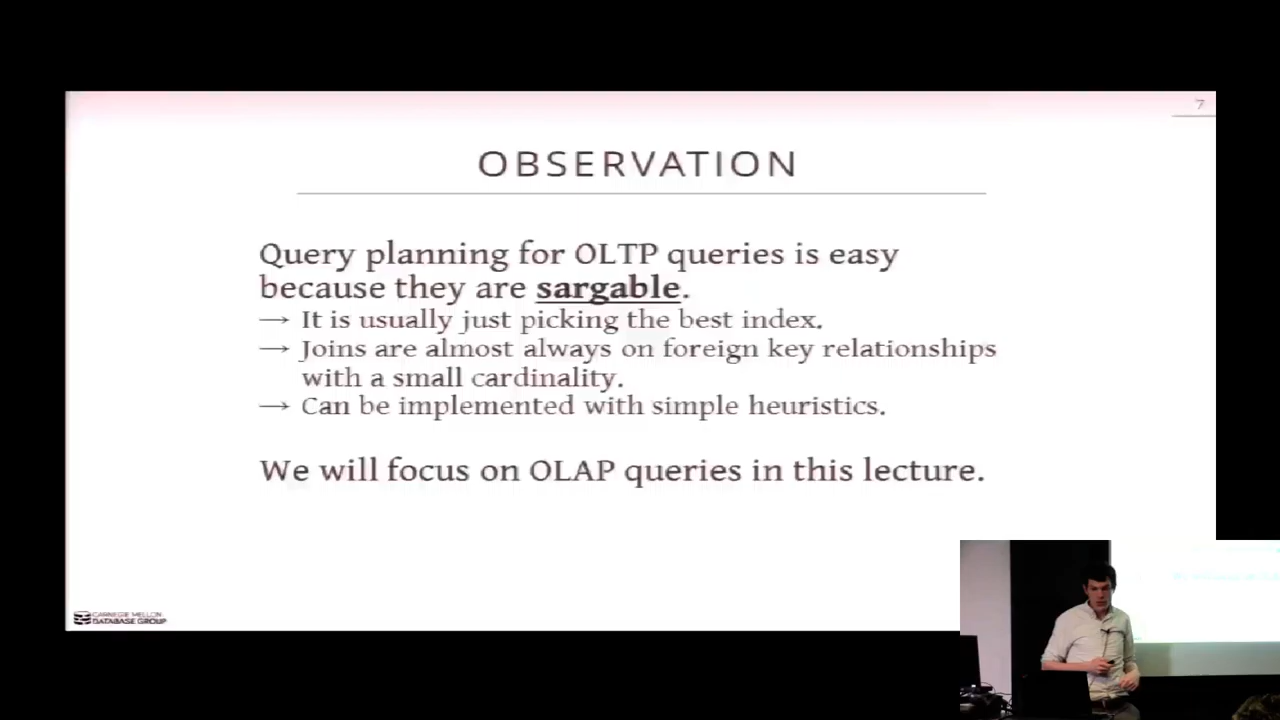 7
OBSERVATION
Query planning for OLTP queries is easy
because they are sargable.
→ It is usually just picking the best index.
→ Joins are almost always on foreign key relationships
with a small cardinality.
→ Can be implemented with simple heuristics.
We will focus on OLAP queries in this lecture.
CARNEGIE MELLON
DATABASE GROUP